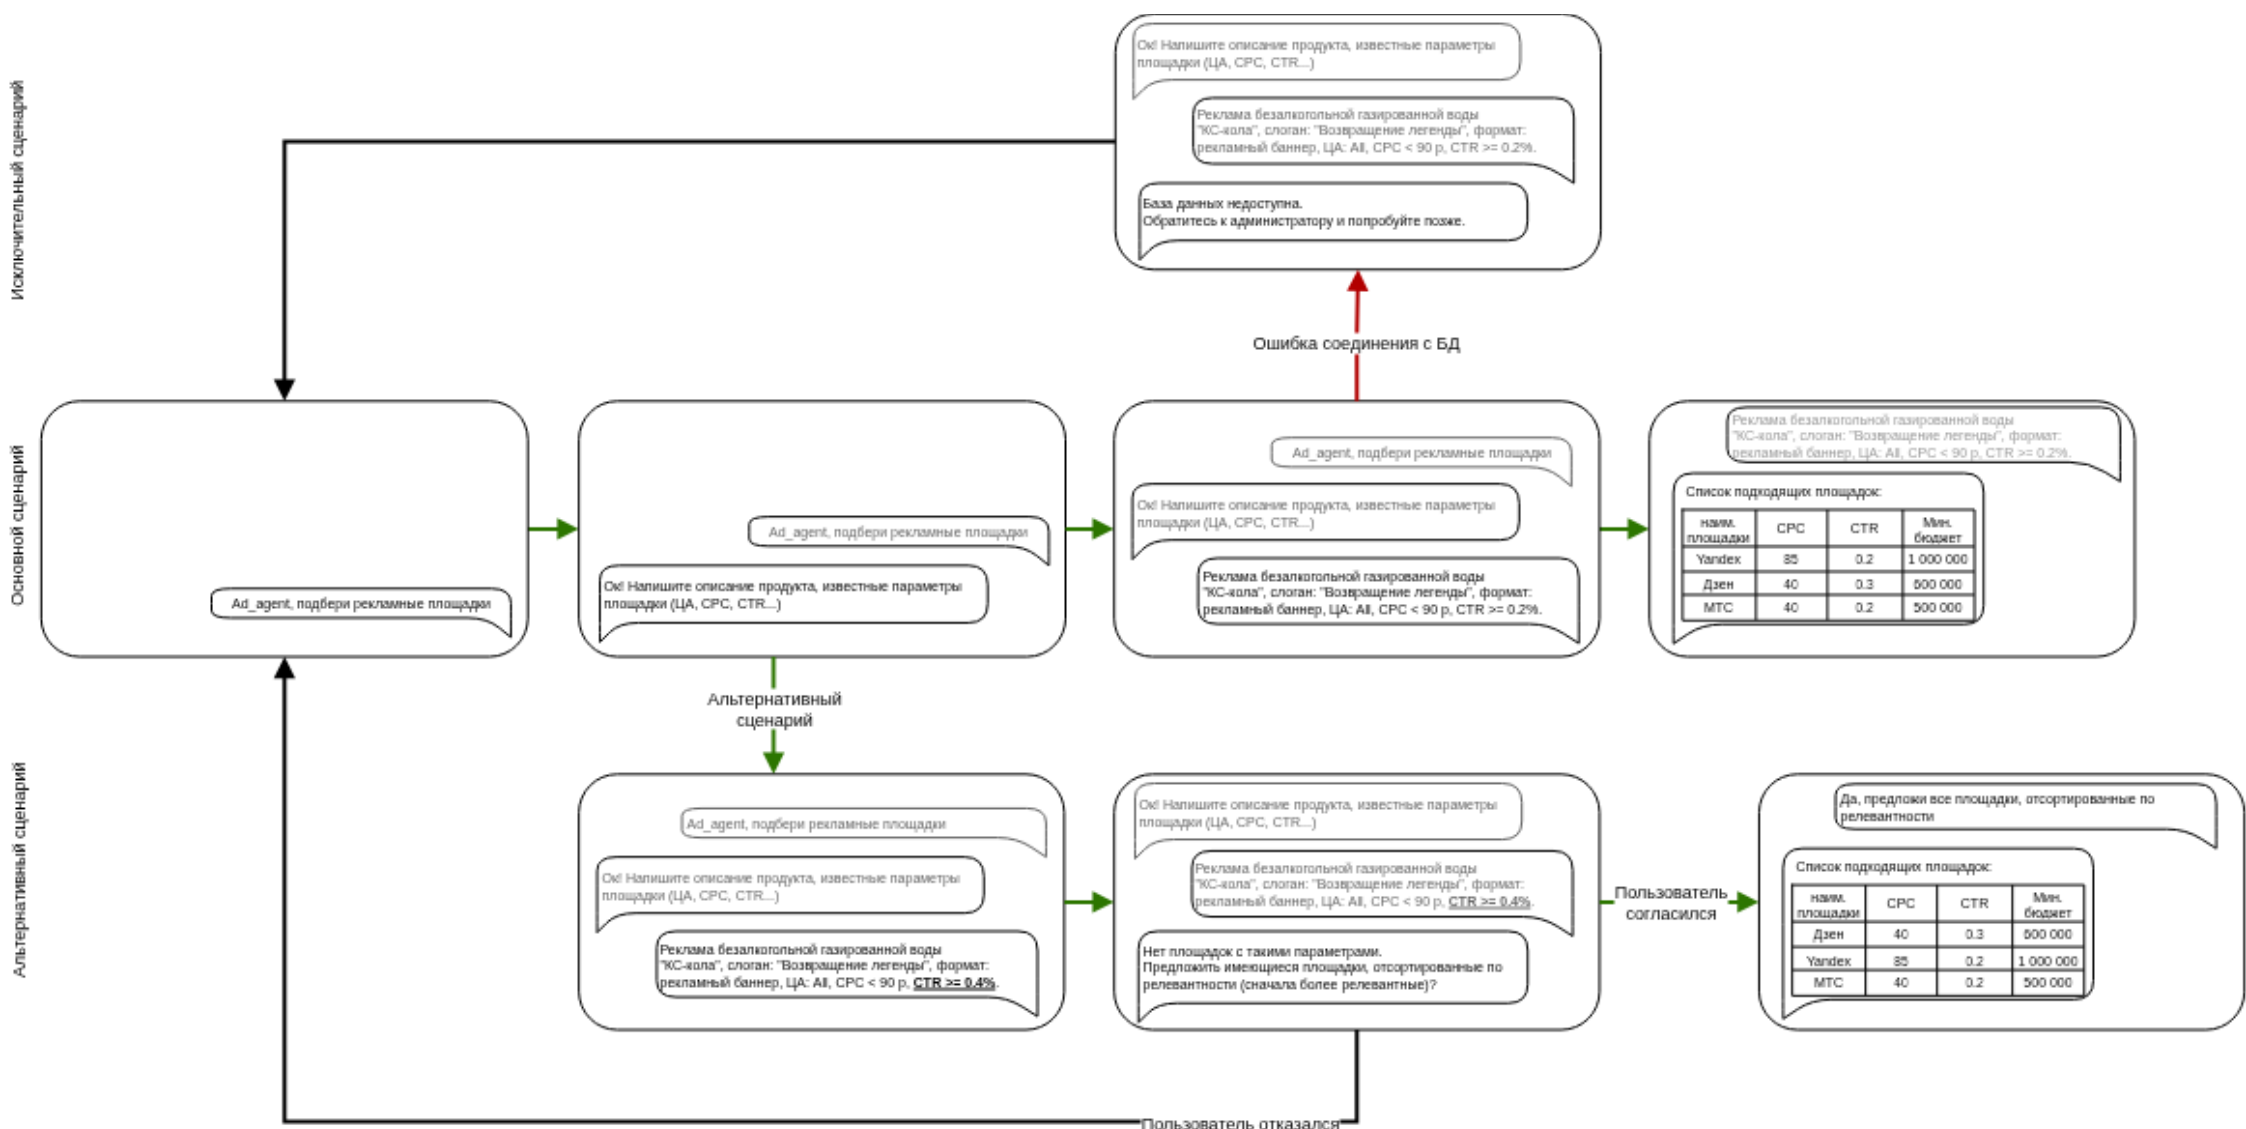 Исключительный сценарий
Ок! Напишите описание продукта, известные параметры
площадки (ЦА, CPC, CTR...)
Реклама безалкогольной газированной воды
"КС-кола", слоган: "Возвращение легенды", формат:
рекламный баннер, ЦА: All, CPC < 90 р, CTR >= 0.2%.
База данных недоступна.
Обратитесь к администратору и попробуйте позже.
Ошибка соединения с БД
Основной сценарий
Ad_agent, подбери рекламные площадки
Ad_agent, подбери рекламные площадки
Ок! Напишите описание продукта, известные параметры
площадки (ЦА, CPC, CTR...)
Ad_agent, подбери рекламные площадки
Ок! Напишите описание продукта, известные параметры
площадки (ЦА, CPC, CTR...)
Реклама безалкогольной газированной воды
"КС-кола", слоган: "Возвращение легенды", формат:
рекламный баннер, ЦА: All, CPC < 90 р, CTR >= 0.2%.
Реклама безалкогольной газированной воды
"КС-кола", слоган: "Возвращение легенды", формат:
рекламный баннер, ЦА: All, CPC < 90 р, CTR >= 0.2%.
Список подходящих площадок:
наим. площадки CPC CTR Мин. бюджет
Yandex 85 0.2 1 000 000
Дзен 40 0.3 600 000
МТС 40 0.2 500 000
Альтернативный
сценарий
Альтернативный сценарий
Ad_agent, подбери рекламные площадки
Ок! Напишите описание продукта, известные параметры
площадки (ЦА, CPC, CTR...)
Реклама безалкогольной газированной воды
"КС-кола", слоган: "Возвращение легенды", формат:
рекламный баннер, ЦА: All, CPC < 90 р, CTR >= 0.4%.
Ок! Напишите описание продукта, известные параметры
площадки (ЦА, CPC, CTR...)
Реклама безалкогольной газированной воды
"КС-кола", слоган: "Возвращение легенды", формат:
рекламный баннер, ЦА: All, CPC < 90 р, CTR >= 0.4%.
Нет площадок с такими параметрами.
Предложить имеющиеся площадки, отсортированные по
релевантности (сначала более релевантные)?
Пользователь
согласился
Да, предложи все площадки, отсортированные по
релевантности
Список подходящих площадок:
наим. площадки CPC CTR Мин. бюджет
Дзен 40 0.3 600 000
Yandex 85 0.2 1 000 000
МТС 40 0.2 500 000
Пользователь отказался